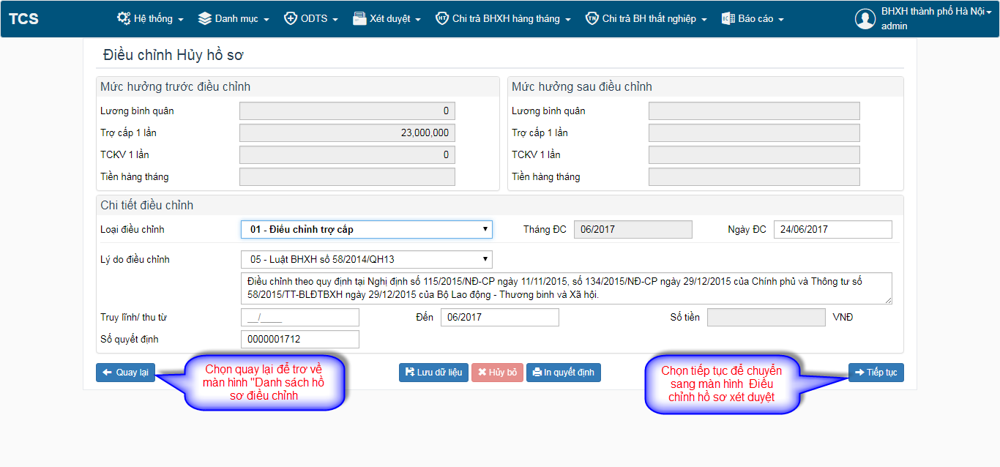 TCS
Hệ thống
Danh mục
ODTS
Xét duyệt
Chi trả BHXH hàng tháng
Chi trả BH thất nghiệp
Báo cáo
BHXH thành phố Hà Nội
admin
Điều chỉnh Hủy hồ sơ
Mức hưởng trước điều chỉnh
Lương bình quân 0
Trợ cấp 1 lần 23,000,000
TCKV 1 lần 0
Tiền hàng tháng
Mức hưởng sau điều chỉnh
Lương bình quân
Trợ cấp 1 lần
TCKV 1 lần
Tiền hàng tháng
Chi tiết điều chỉnh
Loại điều chỉnh 01 - Điều chỉnh trợ cấp Tháng ĐC 06/2017 Ngày ĐC 24/06/2017
Lý do điều chỉnh 05 - Luật BHXH số 58/2014/QH13
Điều chỉnh theo quy định tại Nghị định số 115/2015/NĐ-CP ngày 11/11/2015, số 134/2015/NĐ-CP ngày 29/12/2015 của Chính phủ và Thông tư số
58/2015/TT-BLĐTBXH ngày 29/12/2015 của Bộ Lao động - Thương binh và Xã hội.
Truy lĩnh/ thu từ __/____ Đến 06/2017 Số tiền VNĐ
Số quyết định 0000001712
Quay lại
Chọn quay lại để trơ về
màn hình "Danh sách hồ
sơ điều chỉnh
Lưu dữ liệu
Hủy bỏ
In quyết định
Chọn tiếp tục để chuyển
sang màn hình Điều
chỉnh hồ sơ xét duyệt
Tiếp tục